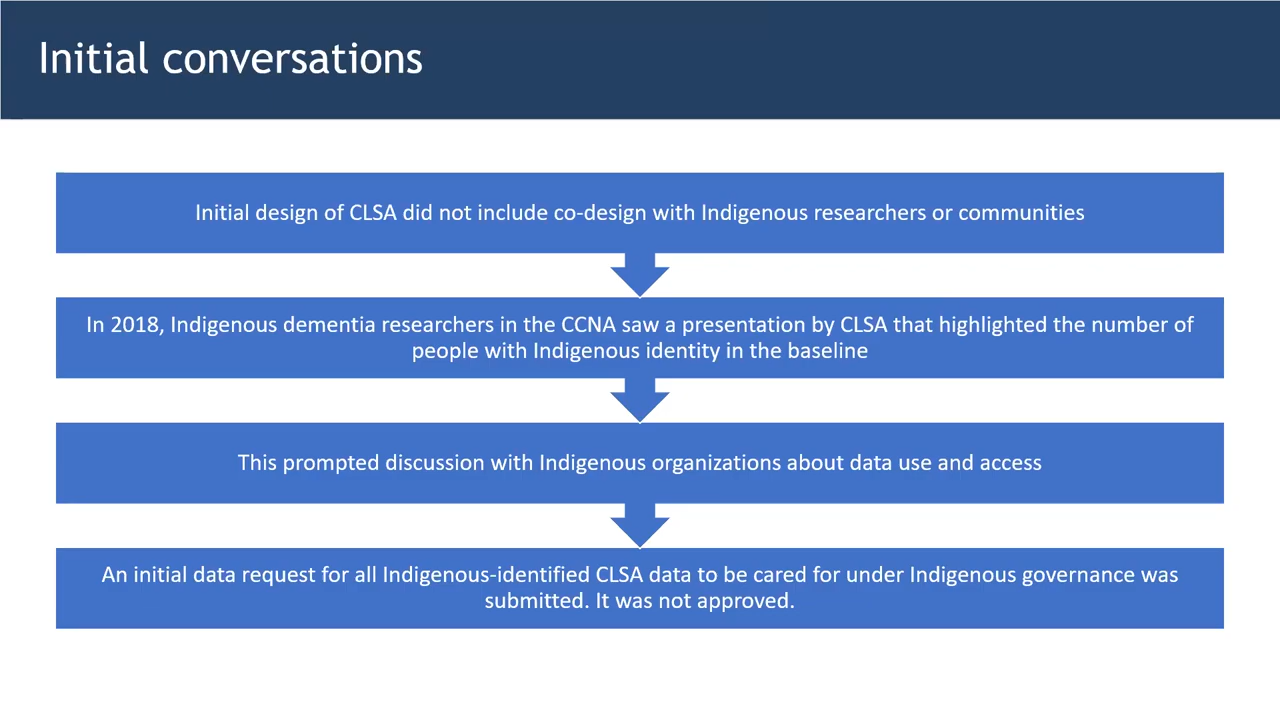 Initial conversations
Initial design of CLSA did not include co-design with Indigenous researchers or communities
In 2018, Indigenous dementia researchers in the CCNA saw a presentation by CLSA that highlighted the number of
people with Indigenous identity in the baseline
This prompted discussion with Indigenous organizations about data use and access
An initial data request for all Indigenous-identified CLSA data to be cared for under Indigenous governance was
submitted. It was not approved.